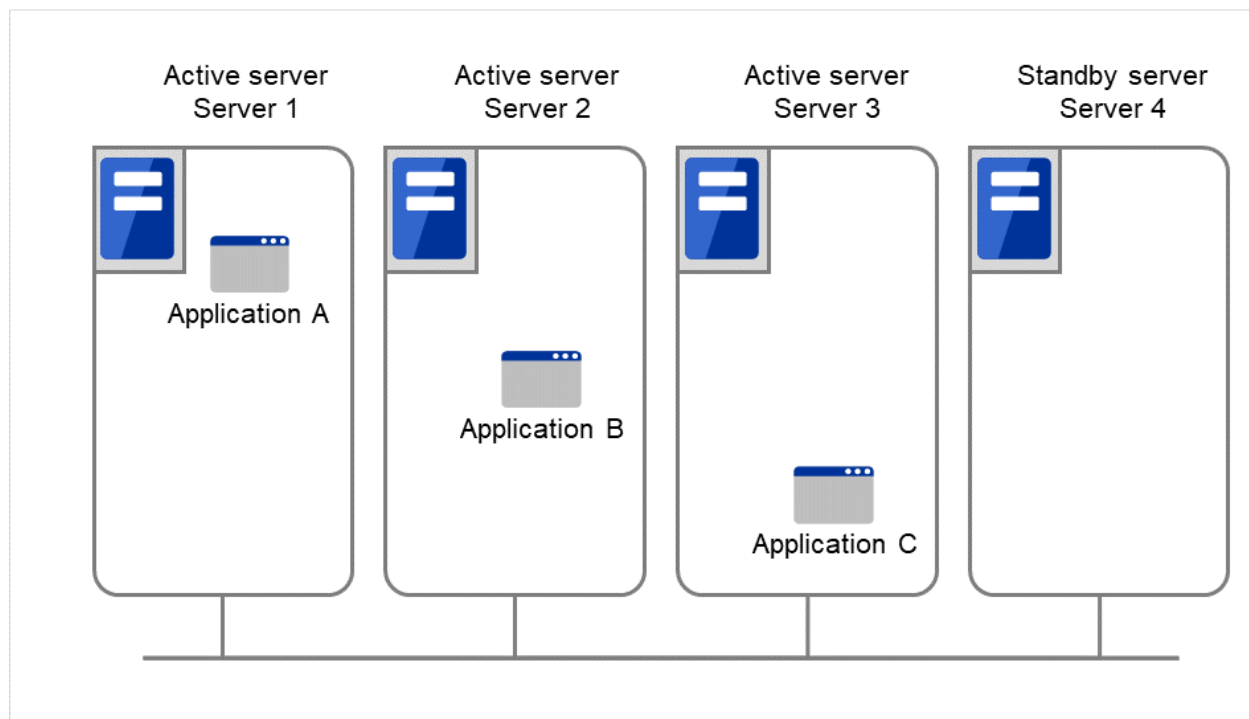 Active server
Server 1
Active server
Server 2
Active server
Server 3
Standby server
Server 4
Application A
Application B
Application C